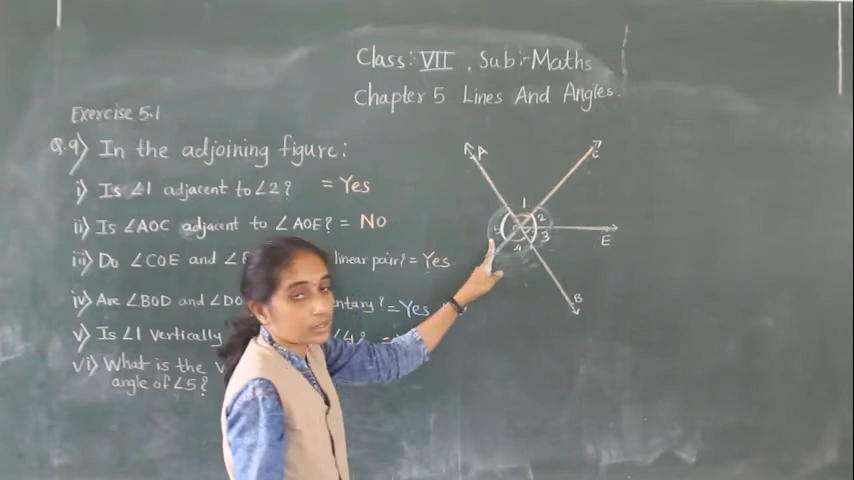 Class: VII, Sub:-Maths
Chapter 5 Lines And Angles.
Exercise 5.1
Q.9) In the adjoining figure:
i) Is ∠1 adjacent to ∠2? = Yes
ii) Is ∠AOC adjacent to ∠AOE? = No
iii) Do ∠COE and ∠ linear pair? = Yes
iv) Are ∠BOD and ∠DO ntary? = Yes
v) Is ∠1 Vertically ∠4?
vi) What is the
angle of ∠5?
A
C
1
2
5
3
4
E
B